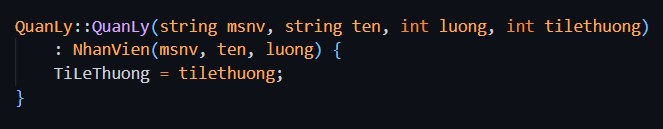 QuanLy::QuanLy(string msnv, string ten, int luong, int tilethuong)
    : NhanVien(msnv, ten, luong) {
    TiLeThuong = tilethuong;
}